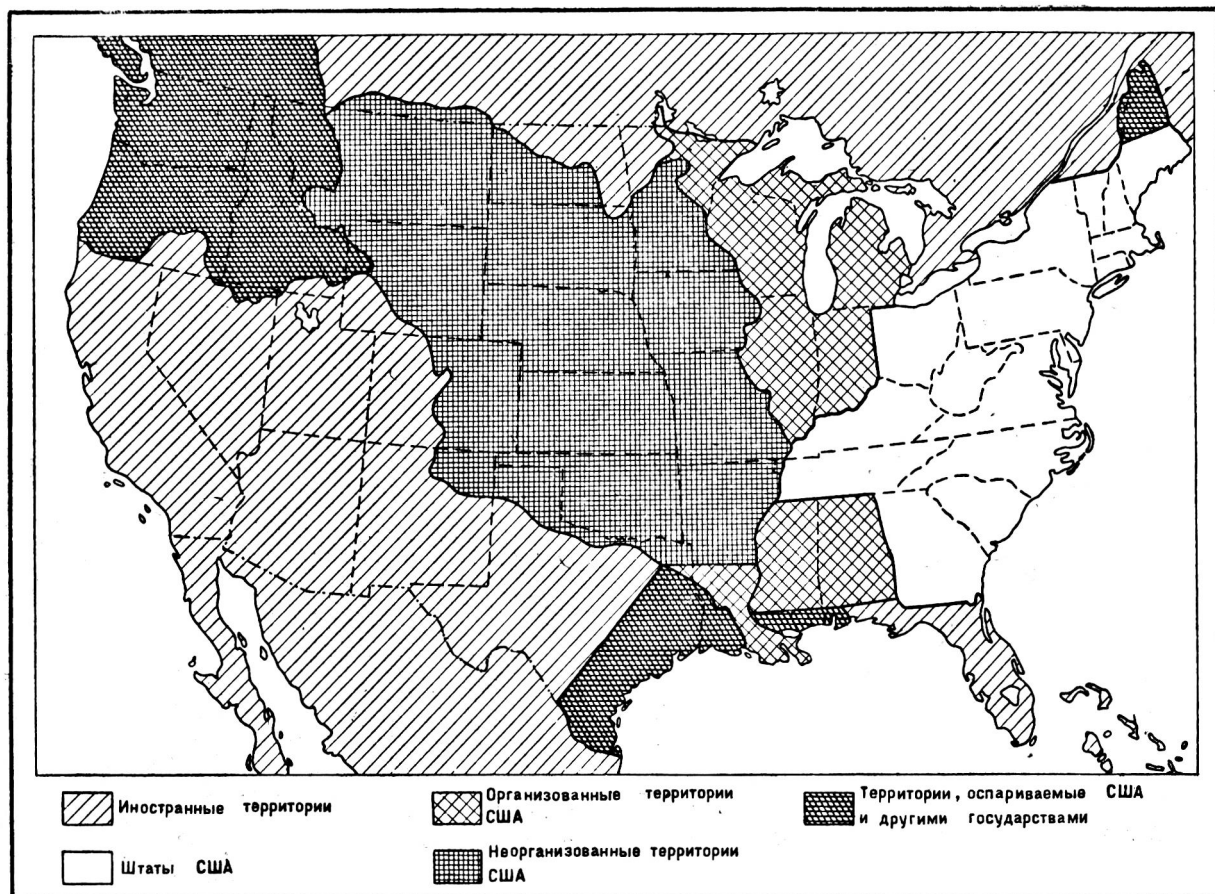 Иностранные территории
Штаты США
Организованные территории
США
Неорганизованные территории
США
Территории, оспариваемые США
и другими государствами